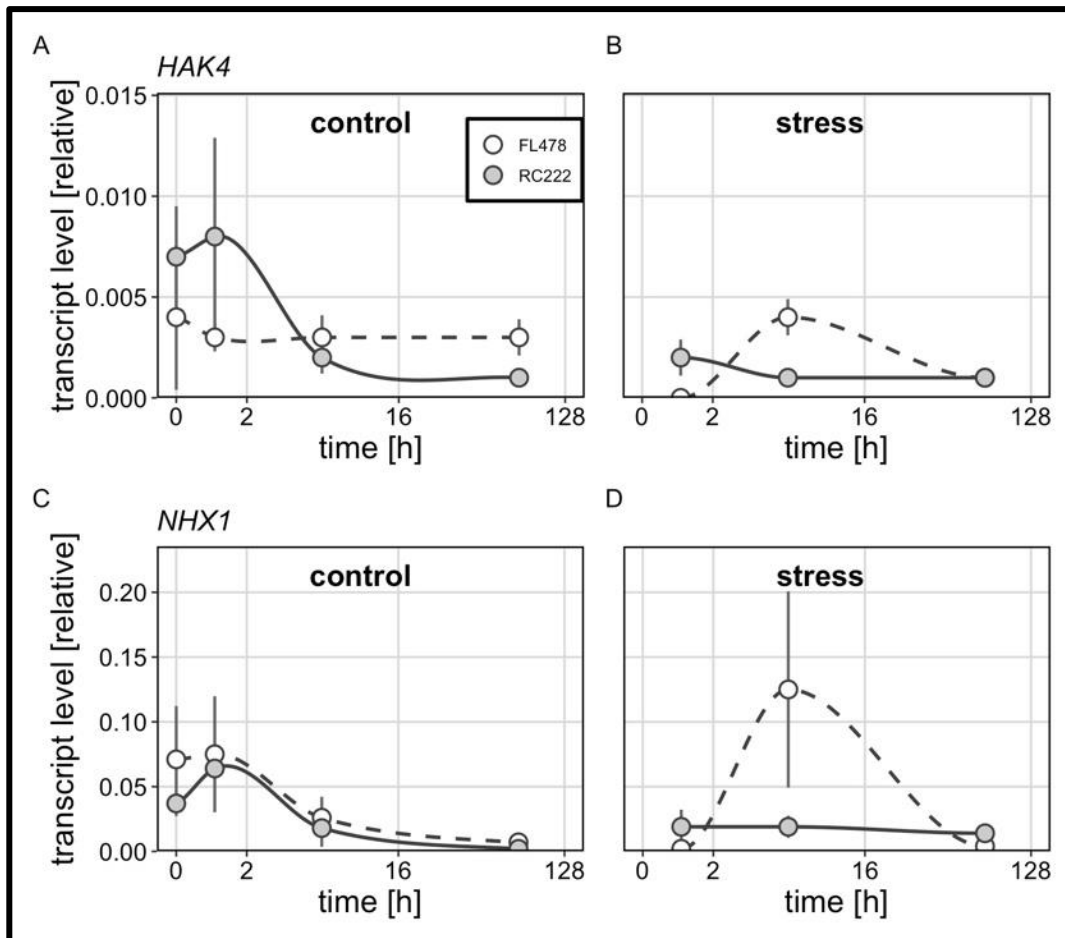 A
B
HAK4
control
stress
FL478
RC222
transcript level [relative]
0.015
0.010
0.005
0.000
0 2 16 128
0 2 16 128
time [h]
time [h]
C
D
NHX1
control
stress
transcript level [relative]
0.20
0.15
0.10
0.05
0.00
0 2 16 128
0 2 16 128
time [h]
time [h]